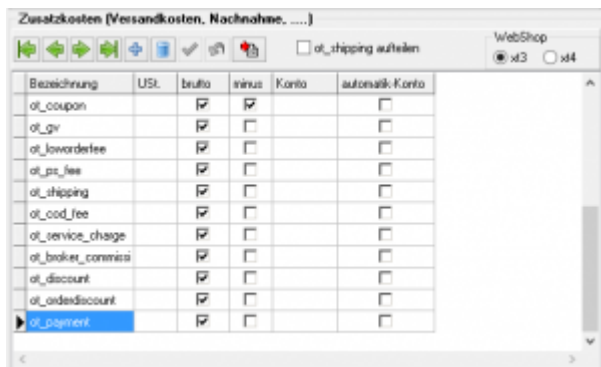 Zusatzkosten (Versandkosten, Nachnahme, .....)
ot_shipping aufteilen
WebShop
xt3 xt4
Bezeichnung USt. brutto minus Konto automatik-Konto
ot_coupon
ot_gv
ot_loworderfee
ot_ps_fee
ot_shipping
ot_cod_fee
ot_service_charge
ot_broker_commissi
ot_discount
ot_orderdiscount
ot_payment